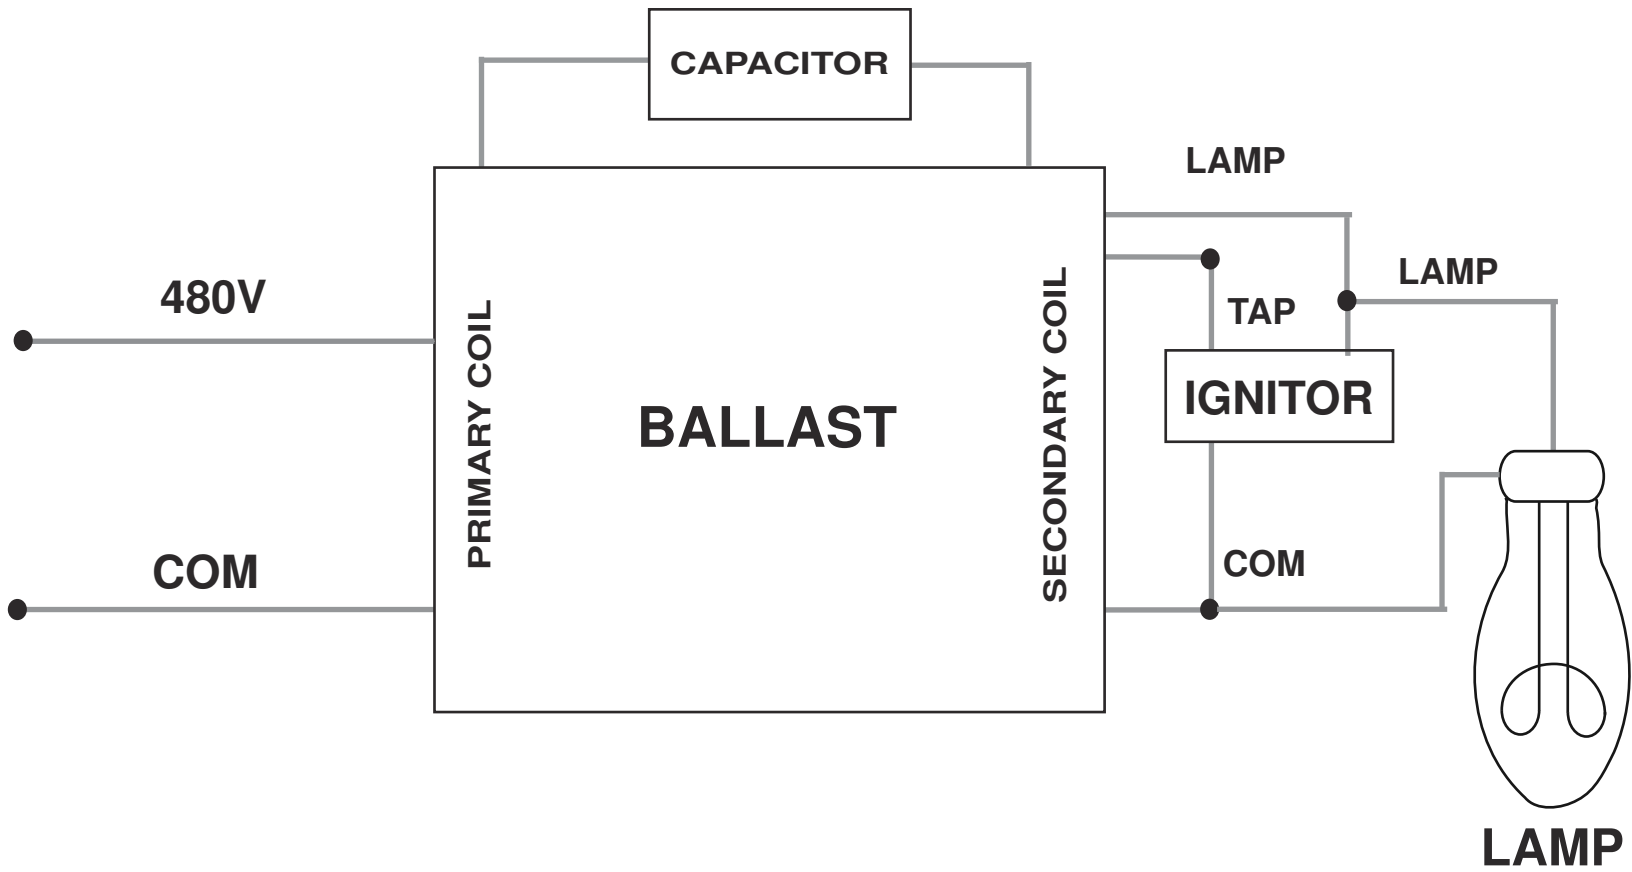 CAPACITOR
LAMP
LAMP
480V
TAP
PRIMARY COIL
SECONDARY COIL
IGNITOR
BALLAST
COM
COM
LAMP